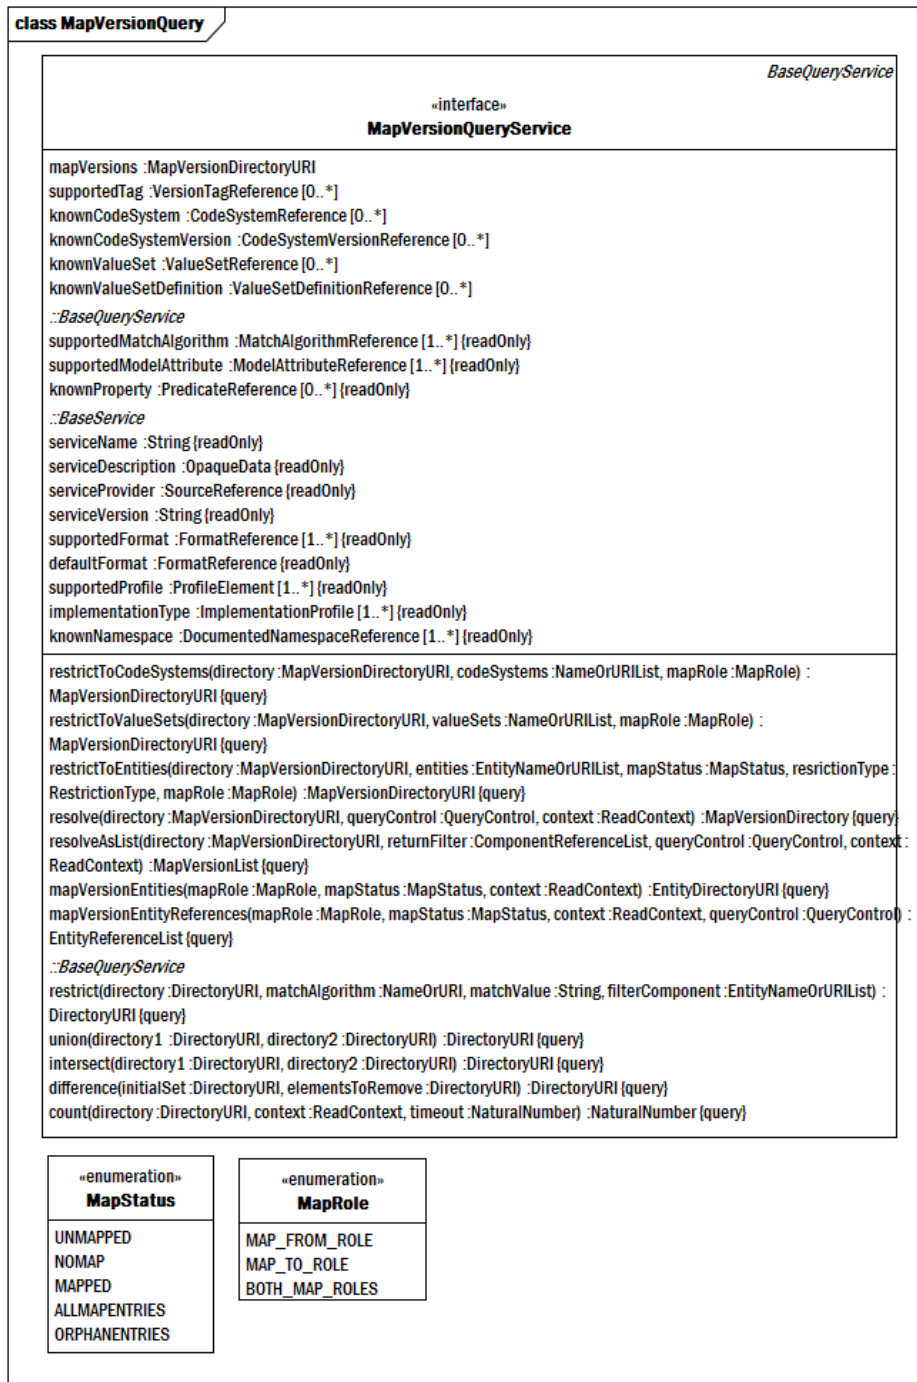 class MapVersionQuery
BaseQueryService
«interface»
MapVersionQueryService
mapVersions :MapVersionDirectoryURI
supportedTag :VersionTagReference [0..*]
knownCodeSystem :CodeSystemReference [0..*]
knownCodeSystemVersion :CodeSystemVersionReference [0..*]
knownValueSet :ValueSetReference [0..*]
knownValueSetDefinition :ValueSetDefinitionReference [0..*]
::BaseQueryService
supportedMatchAlgorithm :MatchAlgorithmReference [1..*] {readOnly}
supportedModelAttribute :ModelAttributeReference [1..*] {readOnly}
knownProperty :PredicateReference [0..*] {readOnly}
::BaseService
serviceName :String {readOnly}
serviceDescription :OpaqueData {readOnly}
serviceProvider :SourceReference {readOnly}
serviceVersion :String {readOnly}
supportedFormat :FormatReference [1..*] {readOnly}
defaultFormat :FormatReference {readOnly}
supportedProfile :ProfileElement [1..*] {readOnly}
implementationType :ImplementationProfile [1..*] {readOnly}
knownNamespace :DocumentedNamespaceReference [1..*] {readOnly}
restrictToCodeSystems(directory :MapVersionDirectoryURI, codeSystems :NameOrURIList, mapRole :MapRole) :
MapVersionDirectoryURI {query}
restrictToValueSets(directory :MapVersionDirectoryURI, valueSets :NameOrURIList, mapRole :MapRole) :
MapVersionDirectoryURI {query}
restrictToEntities(directory :MapVersionDirectoryURI, entities :EntityNameOrURIList, mapStatus :MapStatus, resrictionType :
RestrictionType, mapRole :MapRole) :MapVersionDirectoryURI {query}
resolve(directory :MapVersionDirectoryURI, queryControl :QueryControl, context :ReadContext) :MapVersionDirectory {query}
resolveAsList(directory :MapVersionDirectoryURI, returnFilter :ComponentReferenceList, queryControl :QueryControl, context :
ReadContext) :MapVersionList {query}
mapVersionEntities(mapRole :MapRole, mapStatus :MapStatus, context :ReadContext) :EntityDirectoryURI {query}
mapVersionEntityReferences(mapRole :MapRole, mapStatus :MapStatus, context :ReadContext, queryControl :QueryControl) :
EntityReferenceList {query}
::BaseQueryService
restrict(directory :DirectoryURI, matchAlgorithm :NameOrURI, matchValue :String, filterComponent :EntityNameOrURIList) :
DirectoryURI {query}
union(directory1 :DirectoryURI, directory2 :DirectoryURI) :DirectoryURI {query}
intersect(directory1 :DirectoryURI, directory2 :DirectoryURI) :DirectoryURI {query}
difference(initialSet :DirectoryURI, elementsToRemove :DirectoryURI) :DirectoryURI {query}
count(directory :DirectoryURI, context :ReadContext, timeout :NaturalNumber) :NaturalNumber {query}
«enumeration»
MapStatus
UNMAPPED
NOMAP
MAPPED
ALLMAPENTRIES
ORPHANENTRIES
«enumeration»
MapRole
MAP_FROM_ROLE
MAP_TO_ROLE
BOTH_MAP_ROLES